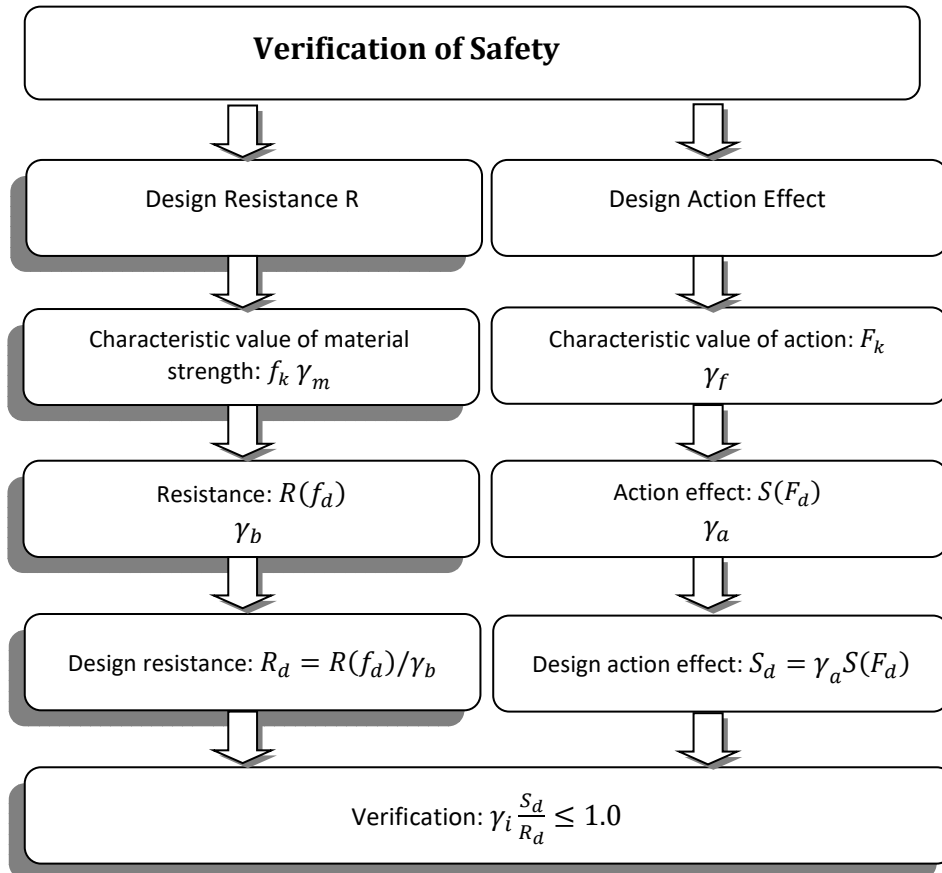 Verification of Safety
Design Resistance R
Design Action Effect
Characteristic value of material
strength: f_k γ_m
Characteristic value of action: F_k
γ_f
Resistance: R(f_d)
γ_b
Action effect: S(F_d)
γ_a
Design resistance: R_d = R(f_d)/γ_b
Design action effect: S_d = γ_a S(F_d)
Verification: γ_i S_d/R_d ≤ 1.0